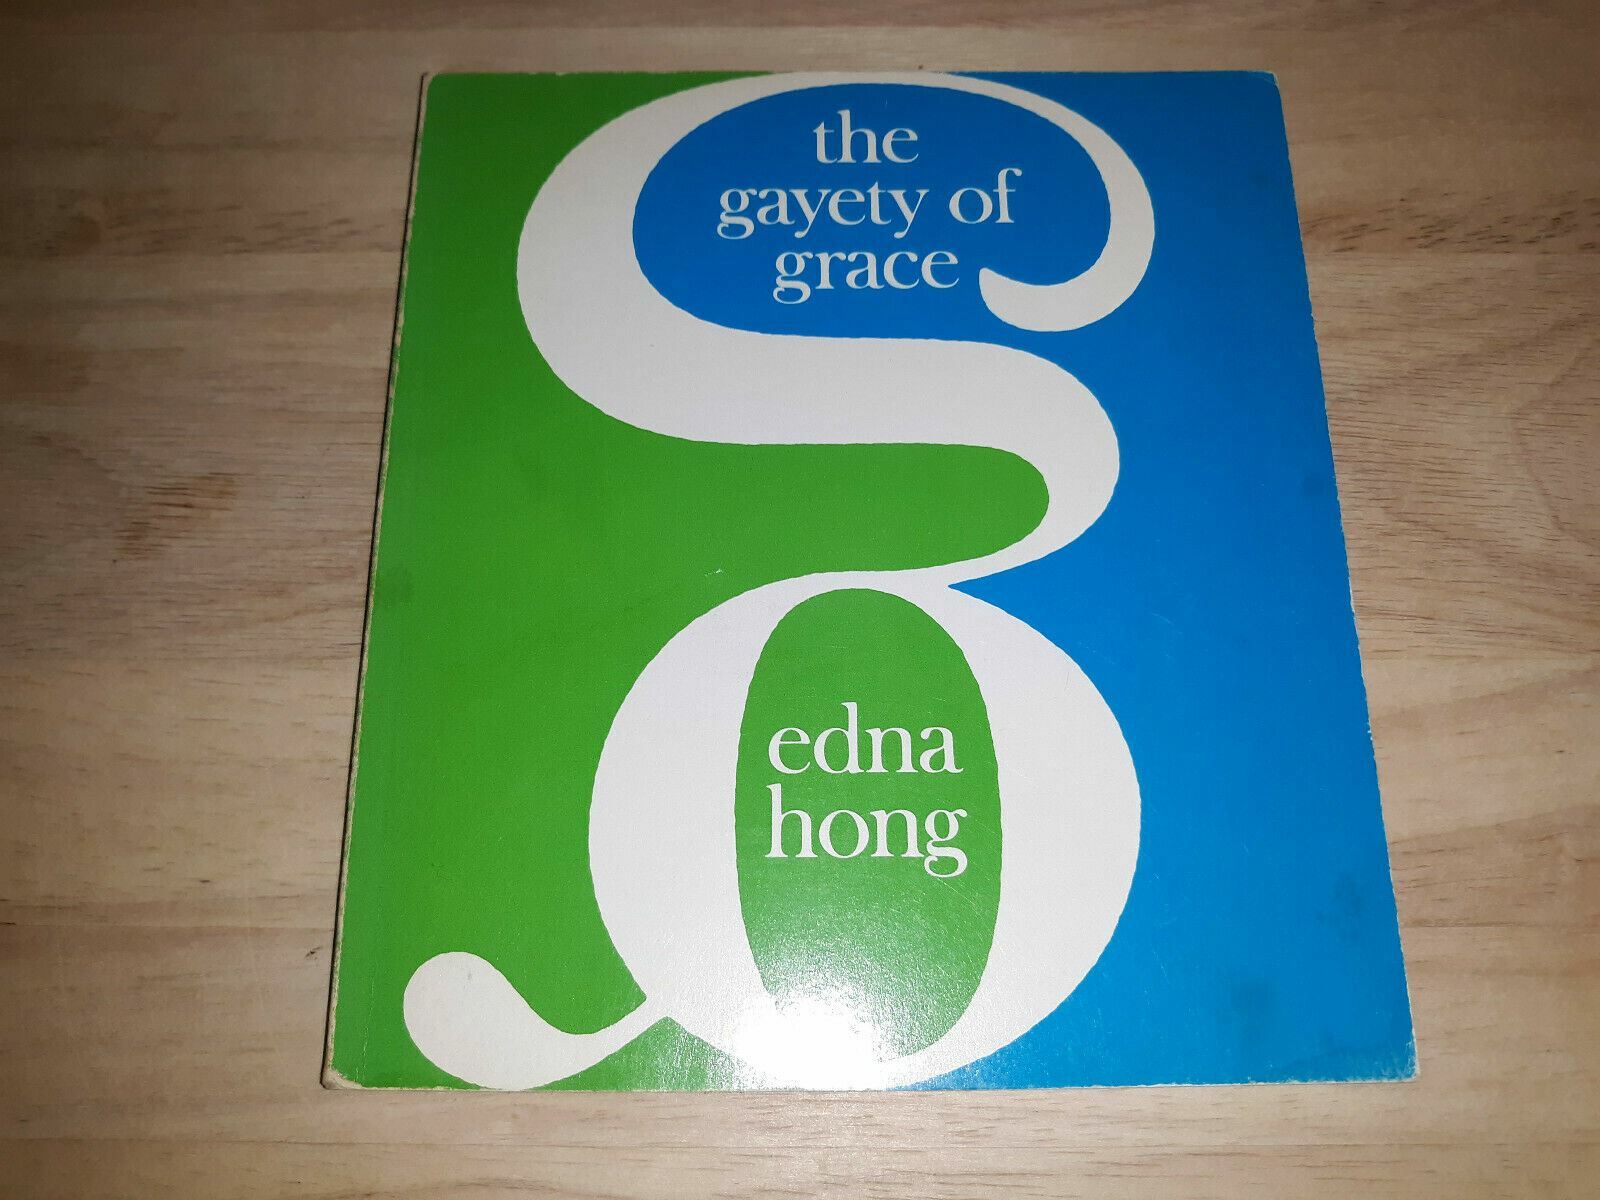 the
gayety of
grace
g
edna
hong